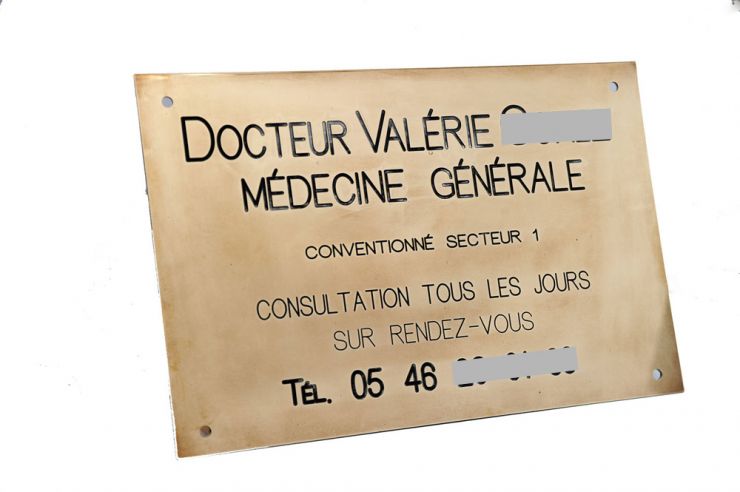 DOCTEUR VALÉRIE
MÉDECINE GÉNÉRALE
CONVENTIONNÉ SECTEUR 1
CONSULTATION TOUS LES JOURS
SUR RENDEZ-VOUS
TÉL. 05 46